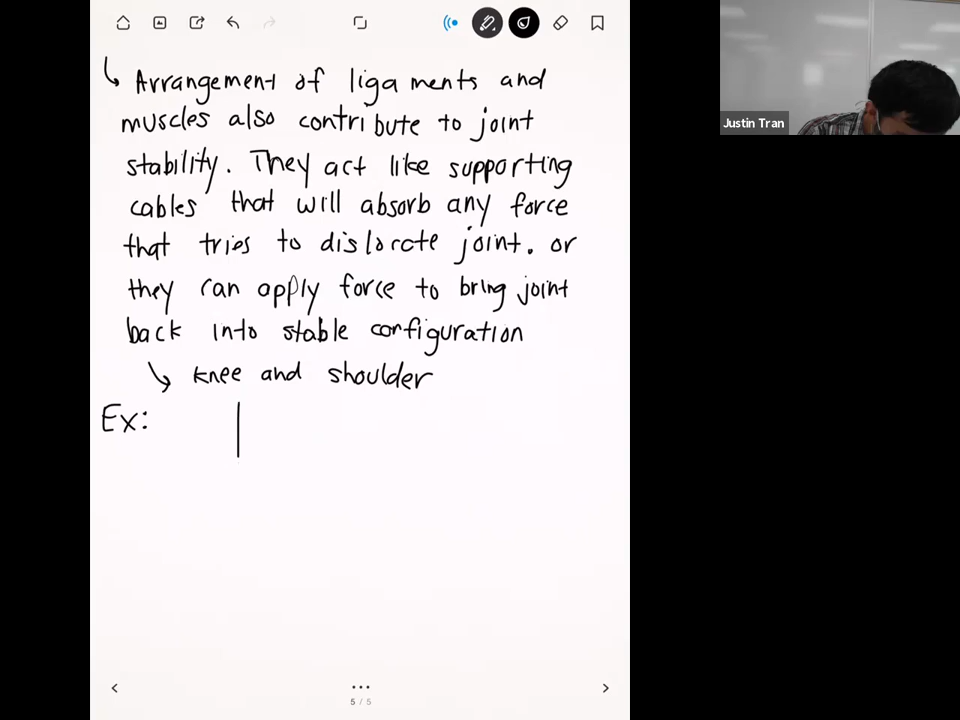 Arrangement of ligaments and
muscles also contribute to joint
stability. They act like supporting
cables that will absorb any force
that tries to dislocate joint. or
they can apply force to bring joint
back into stable configuration
knee and shoulder
Ex:
5 / 5
Justin Tran